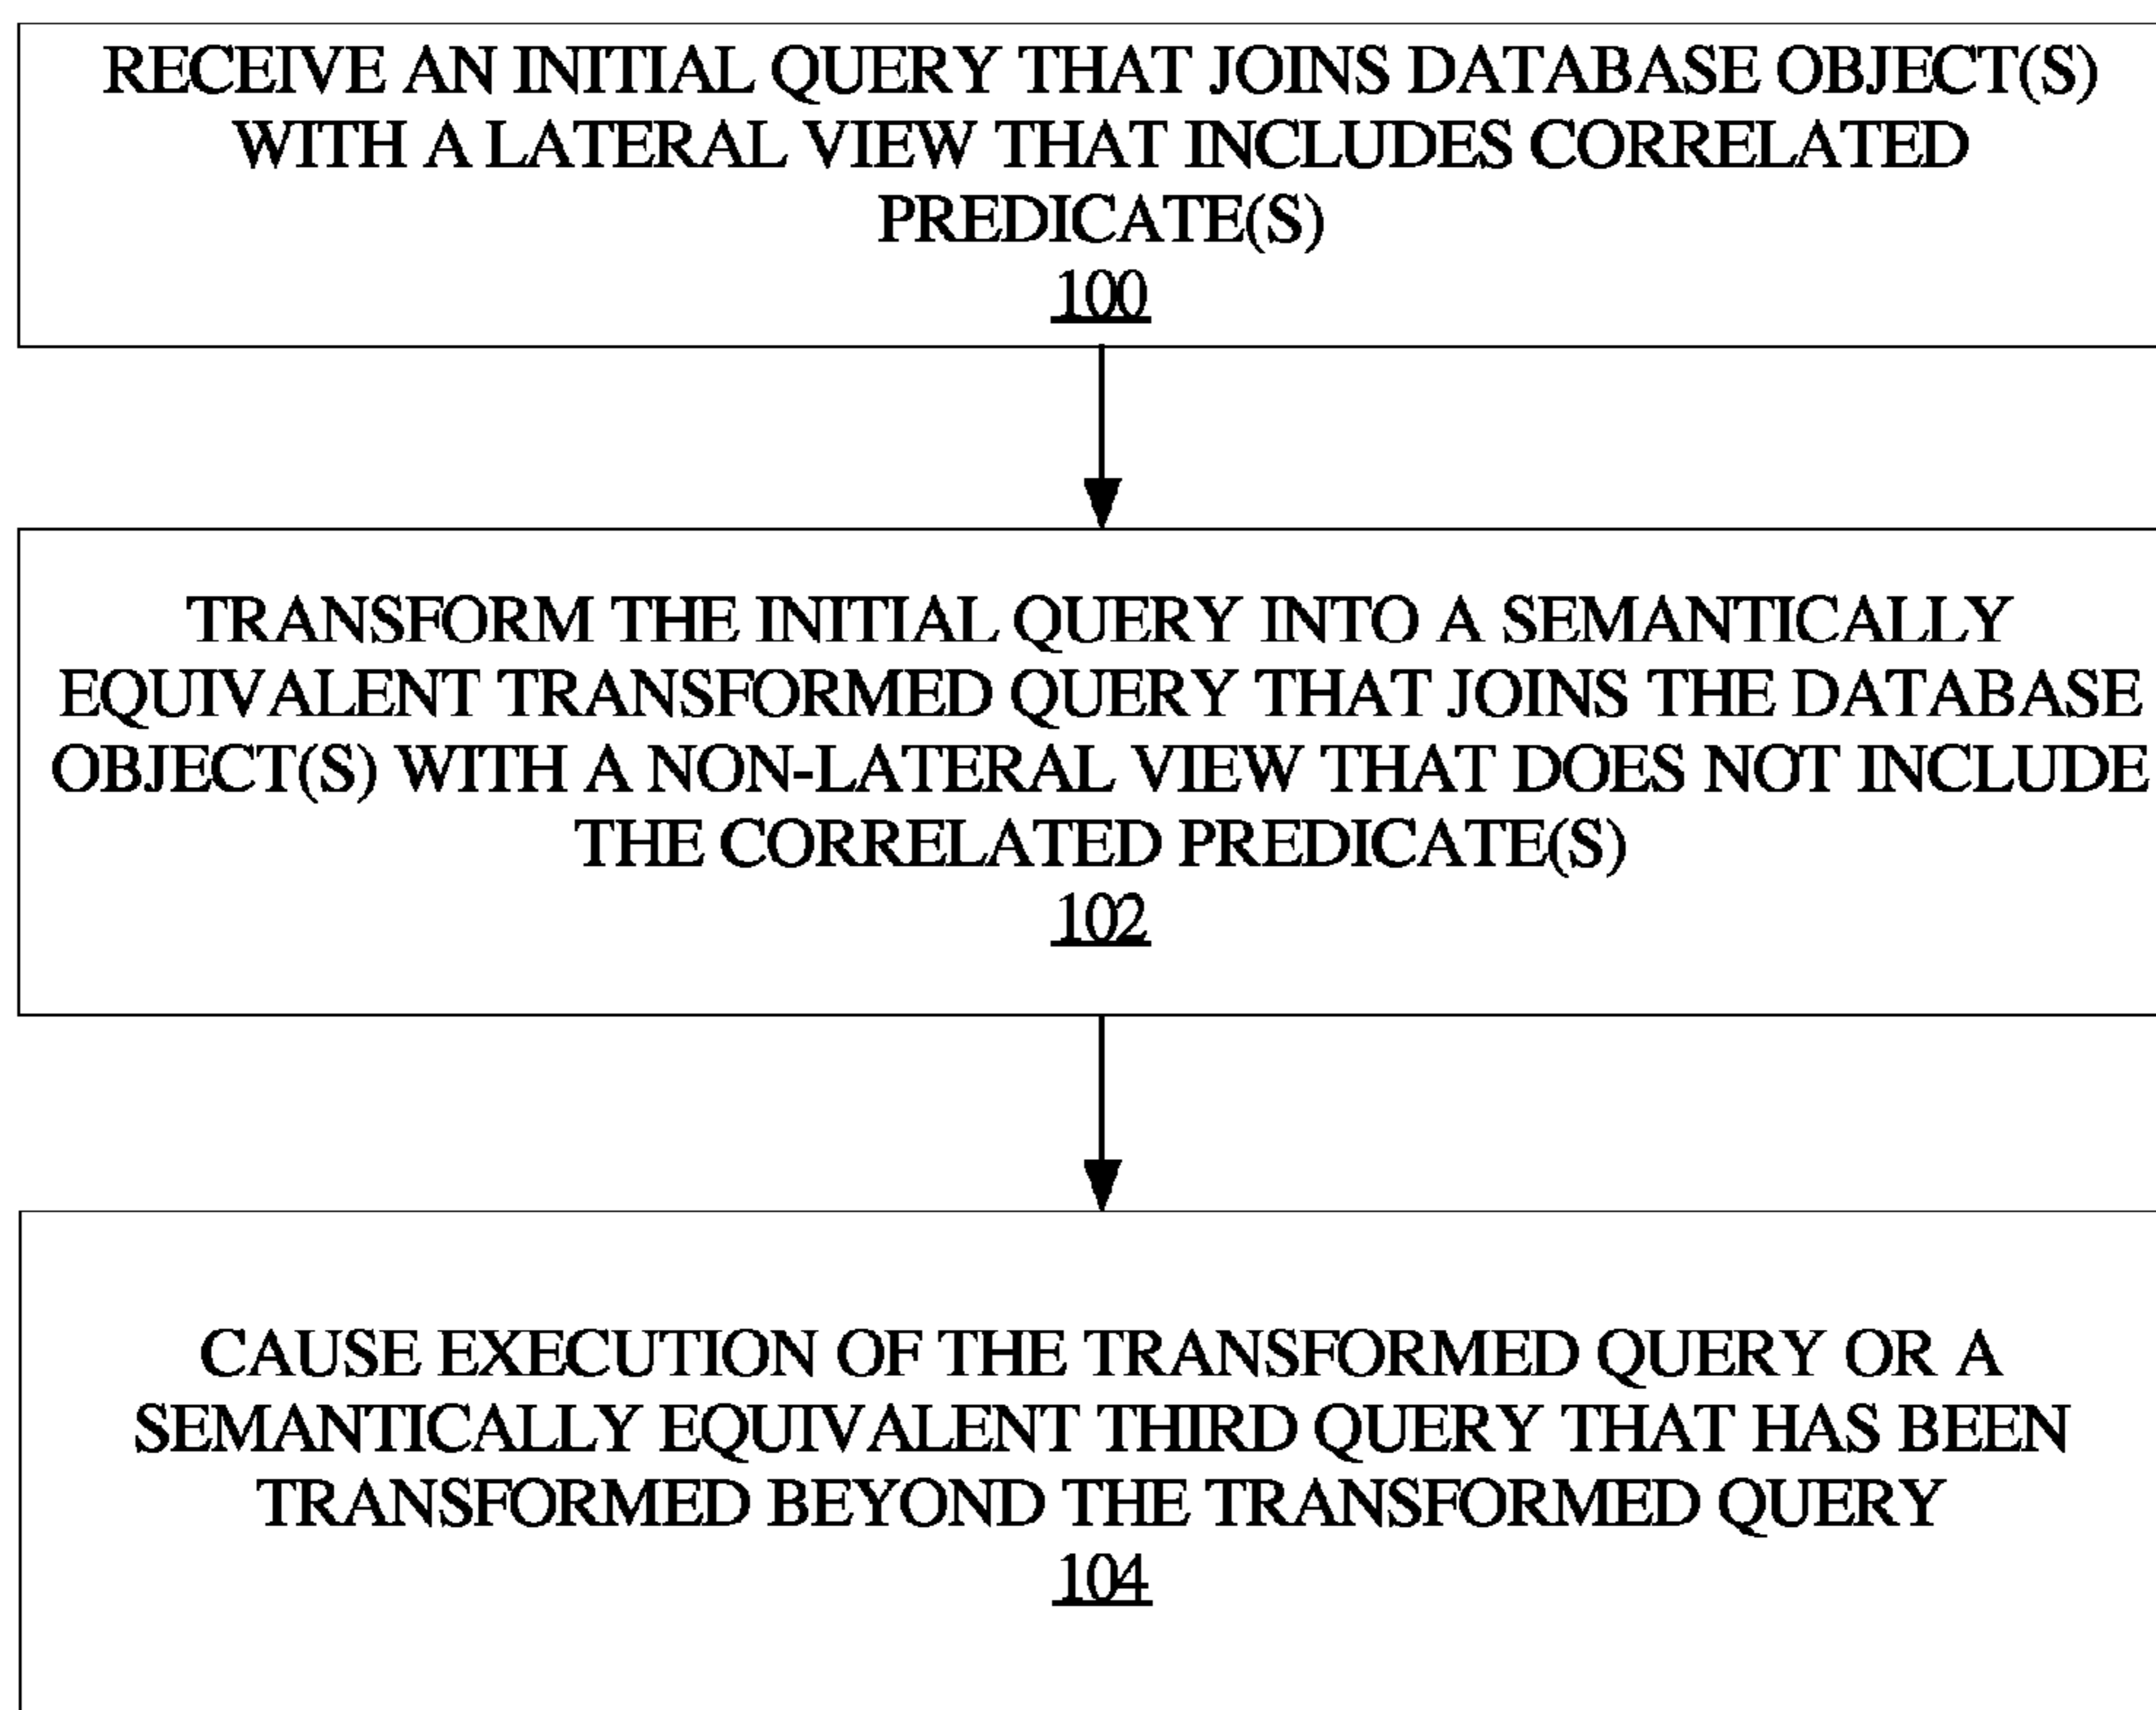 RECEIVE AN INITIAL QUERY THAT JOINS DATABASE OBJECT(S)
WITH A LATERAL VIEW THAT INCLUDES CORRELATED
PREDICATE(S)
100
TRANSFORM THE INITIAL QUERY INTO A SEMANTICALLY
EQUIVALENT TRANSFORMED QUERY THAT JOINS THE DATABASE
OBJECT(S) WITH A NON-LATERAL VIEW THAT DOES NOT INCLUDE
THE CORRELATED PREDICATE(S)
102
CAUSE EXECUTION OF THE TRANSFORMED QUERY OR A
SEMANTICALLY EQUIVALENT THIRD QUERY THAT HAS BEEN
TRANSFORMED BEYOND THE TRANSFORMED QUERY
104